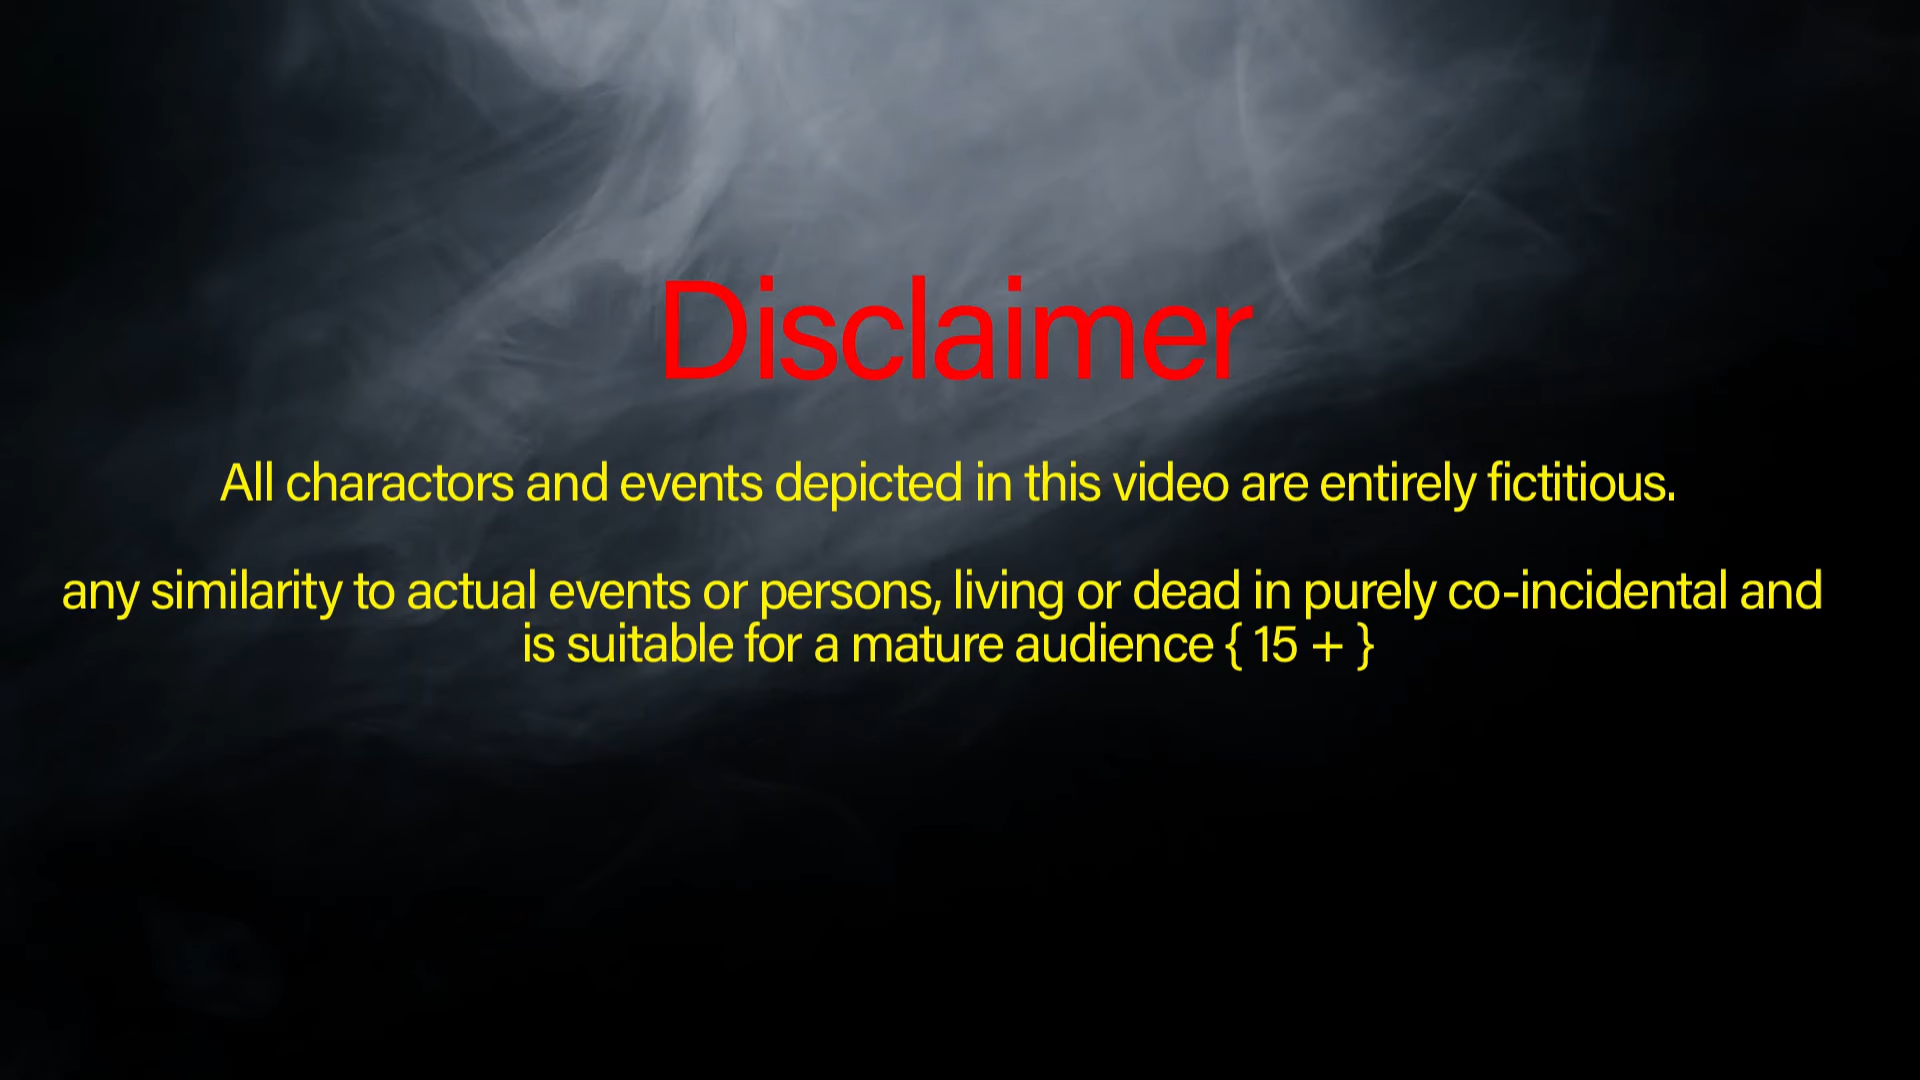 Disclaimer
All charactors and events depicted in this video are entirely fictitious.
any similarity to actual events or persons, living or dead in purely co-incidental and
is suitable for a mature audience { 15 + }